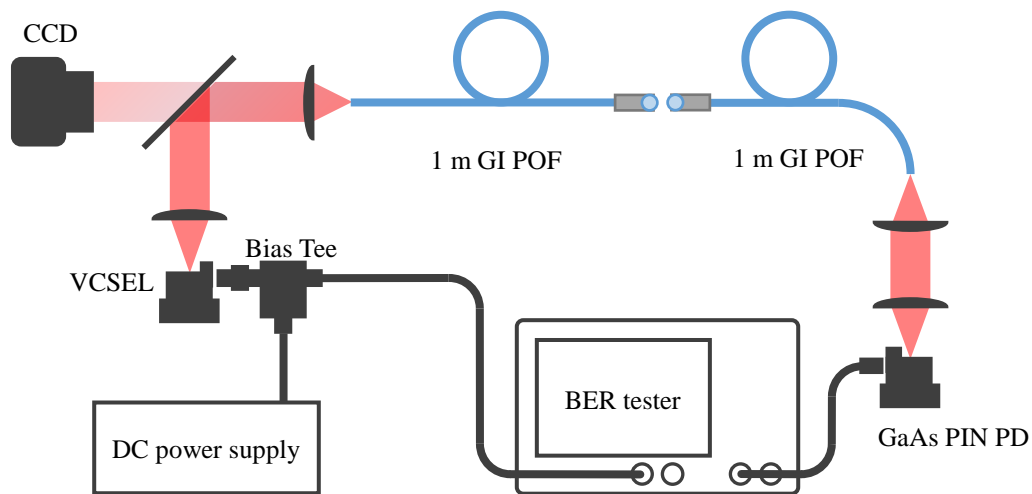 CCD
1 m GI POF
1 m GI POF
Bias Tee
VCSEL
BER tester
DC power supply
GaAs PIN PD